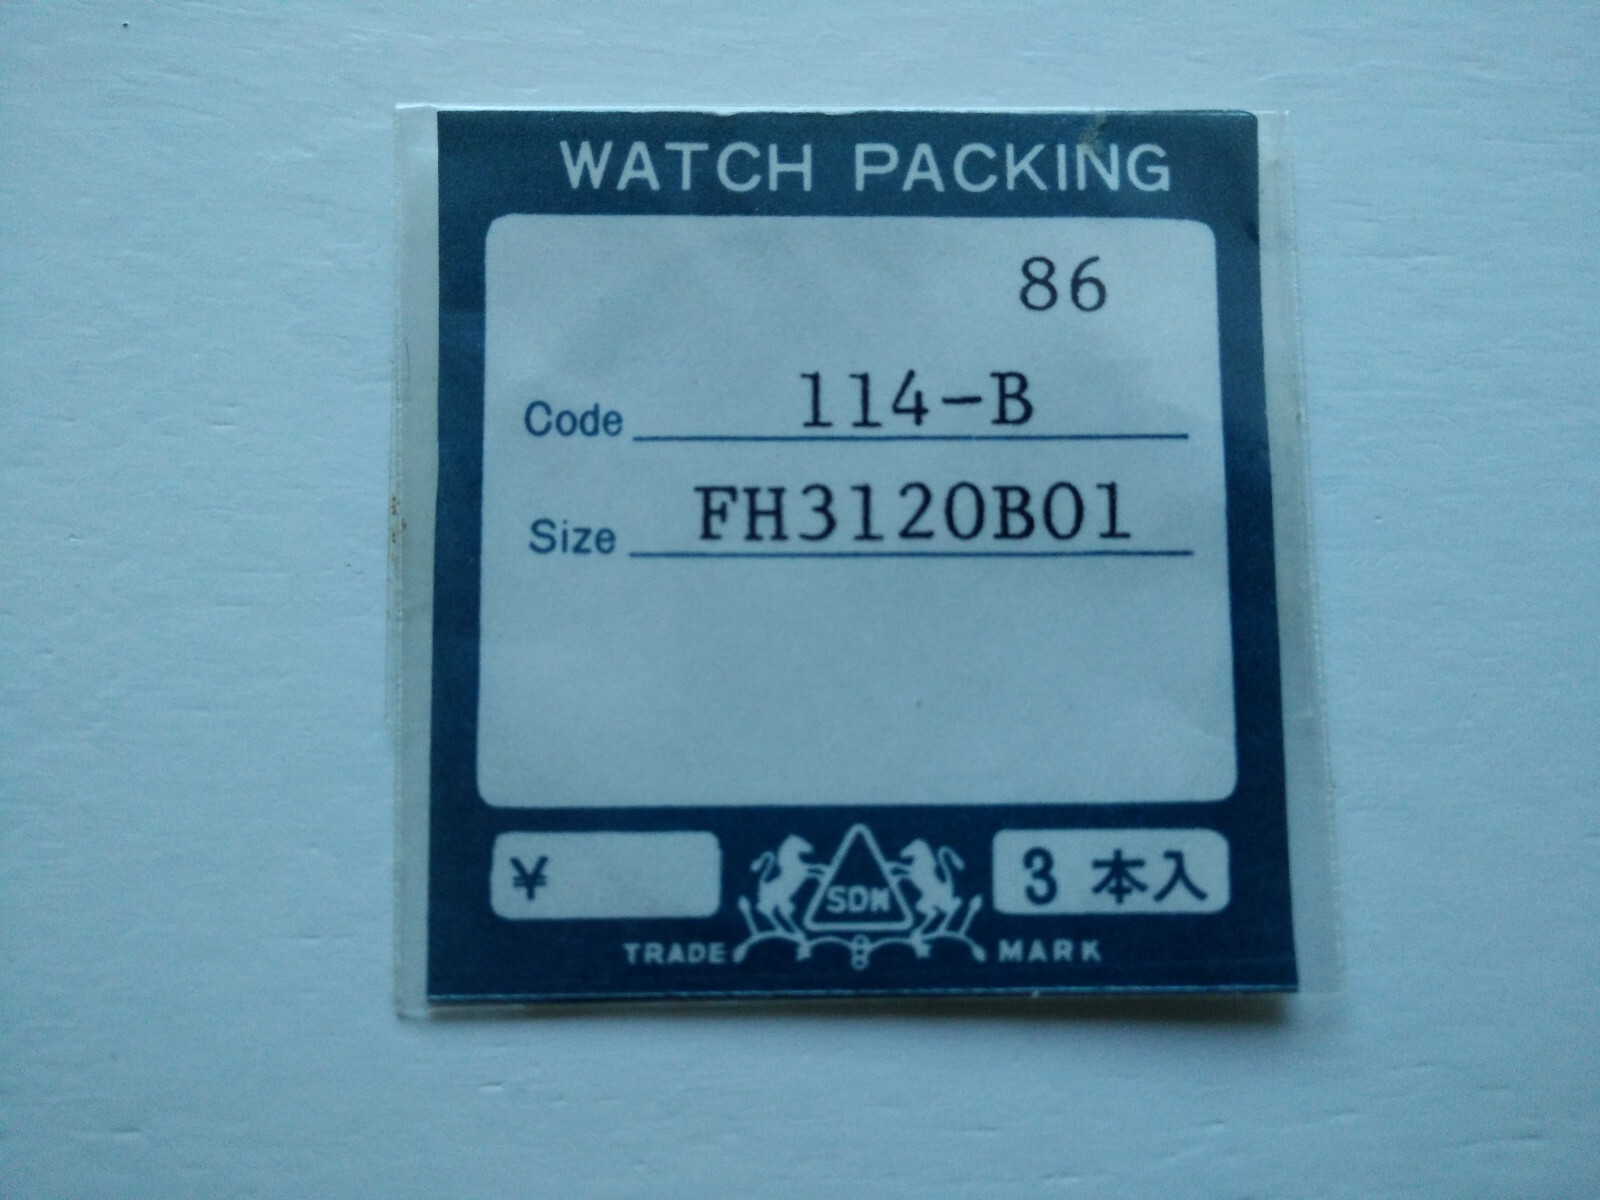 WATCH PACKING
86
Code 114-B
Size FH3120B01
¥
SDM
3 本入
TRADE MARK